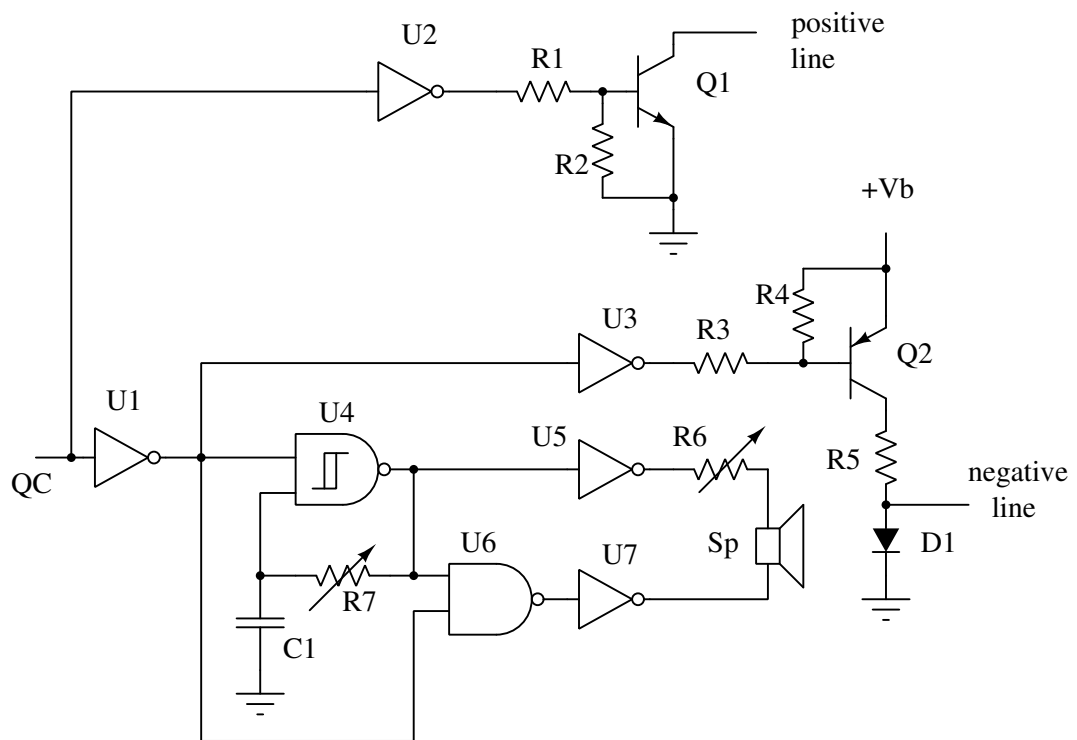 positive
line
U2
R1
Q1
R2
+Vb
R4
U3
R3
Q2
U1
U4
U5
R6
R5
negative
line
QC
U6
Sp
D1
U7
R7
C1